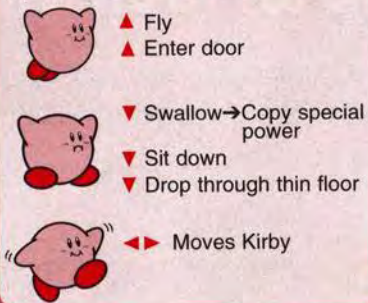 ▲ Fly
▲ Enter door
▼ Swallow→Copy special
power
▼ Sit down
▼ Drop through thin floor
◀▶ Moves Kirby